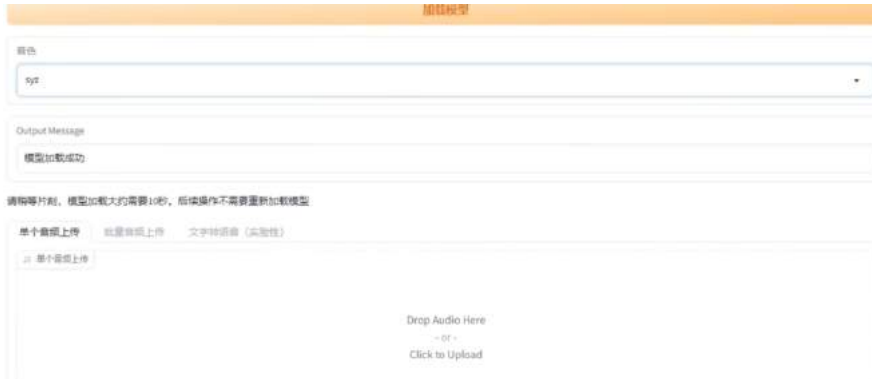 加载模型
音色
Output Message
模型加载成功
请稍等片刻，模型加载大约需要10秒，后续操作不需要重新加载模型
单个音频上传
批量音频上传
文字转语音（实验性）
单个音频上传
Drop Audio Here
- or -
Click to Upload